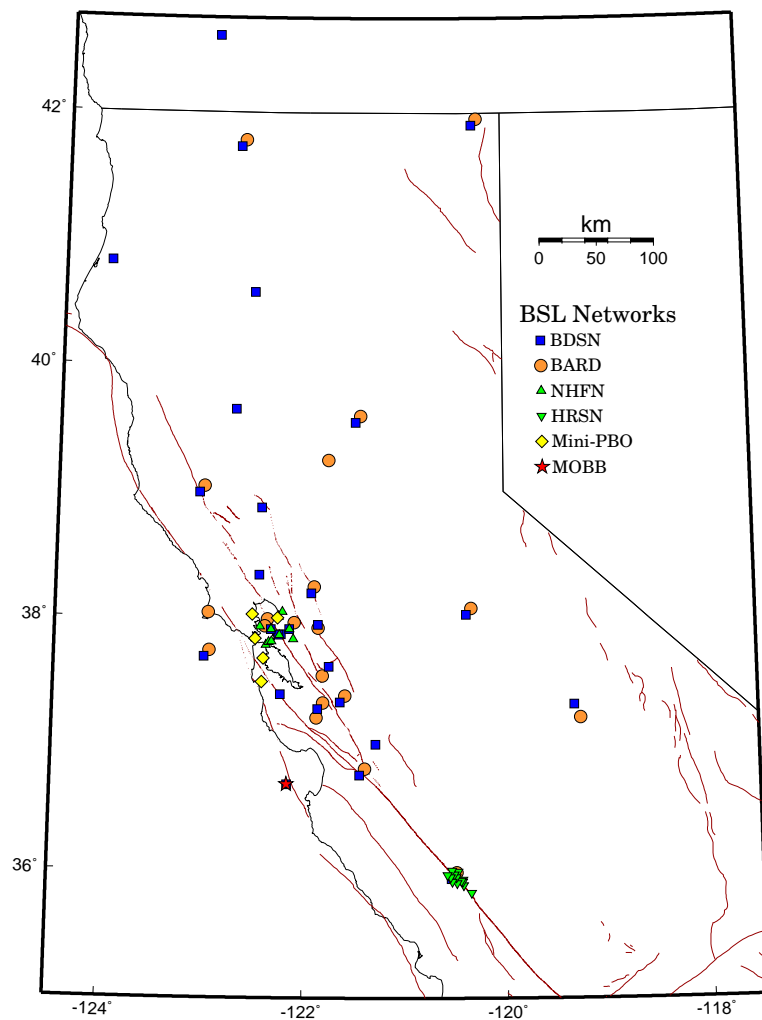 42°
km
0 50 100
BSL Networks
BDSN
BARD
NHFN
HRSN
Mini-PBO
MOBB
40°
38°
36°
-124 -122 -120 -118